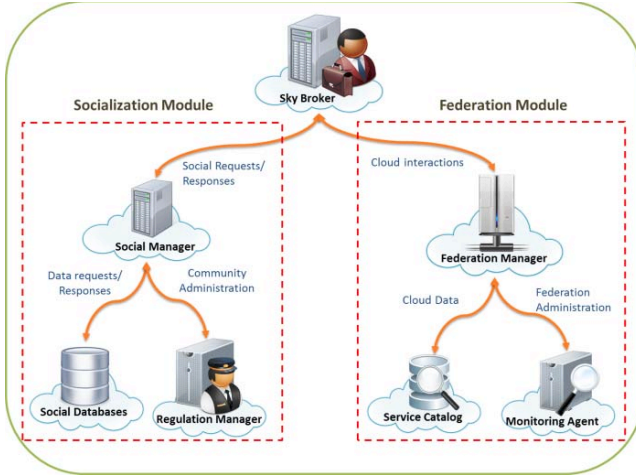 Sky Broker
Socialization Module
Federation Module
Social Requests/
Responses
Cloud interactions
Social Manager
Federation Manager
Data requests/
Responses
Community
Administration
Cloud Data
Federation
Administration
Social Databases
Regulation Manager
Service Catalog
Monitoring Agent